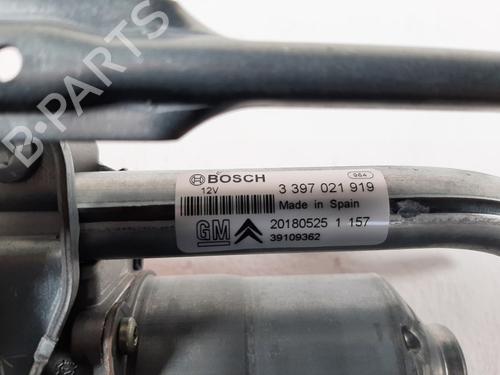 BOSCH
12V
3 397 021 919
984
Made in Spain
GM
20180525 1 157
39109362
B-PARTS